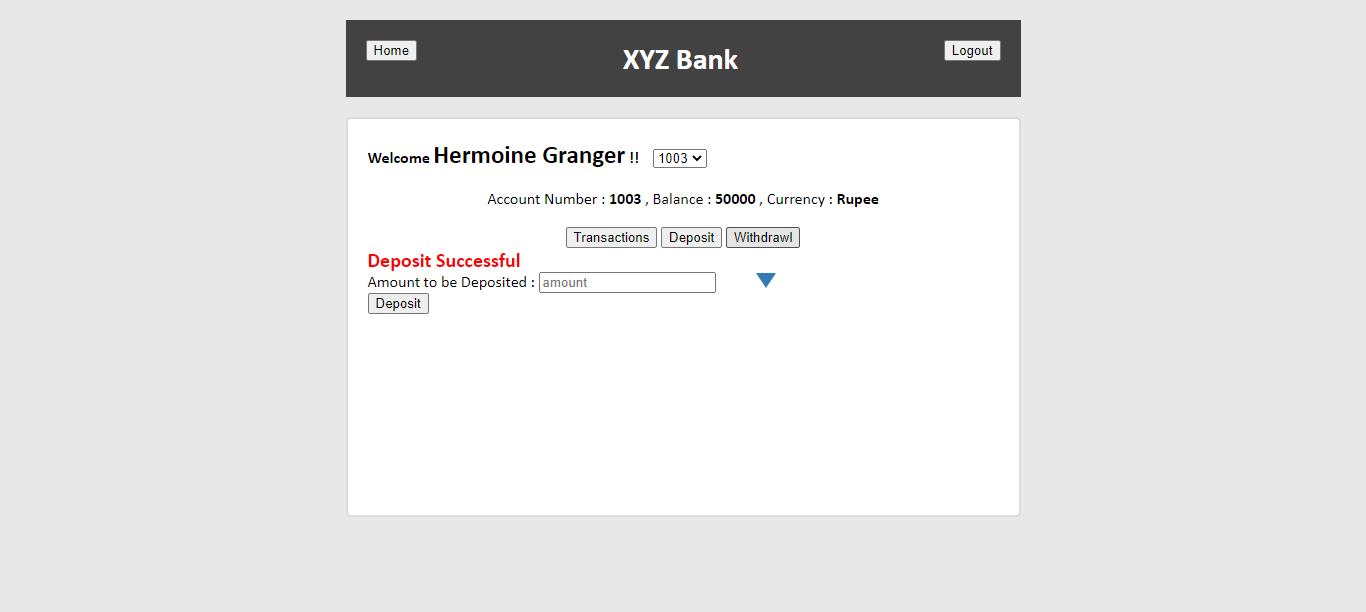 Home
XYZ Bank
Logout
Welcome Hermoine Granger !! 1003
Account Number : 1003 , Balance : 50000 , Currency : Rupee
Transactions Deposit Withdrawl
Deposit Successful
Amount to be Deposited : amount
Deposit